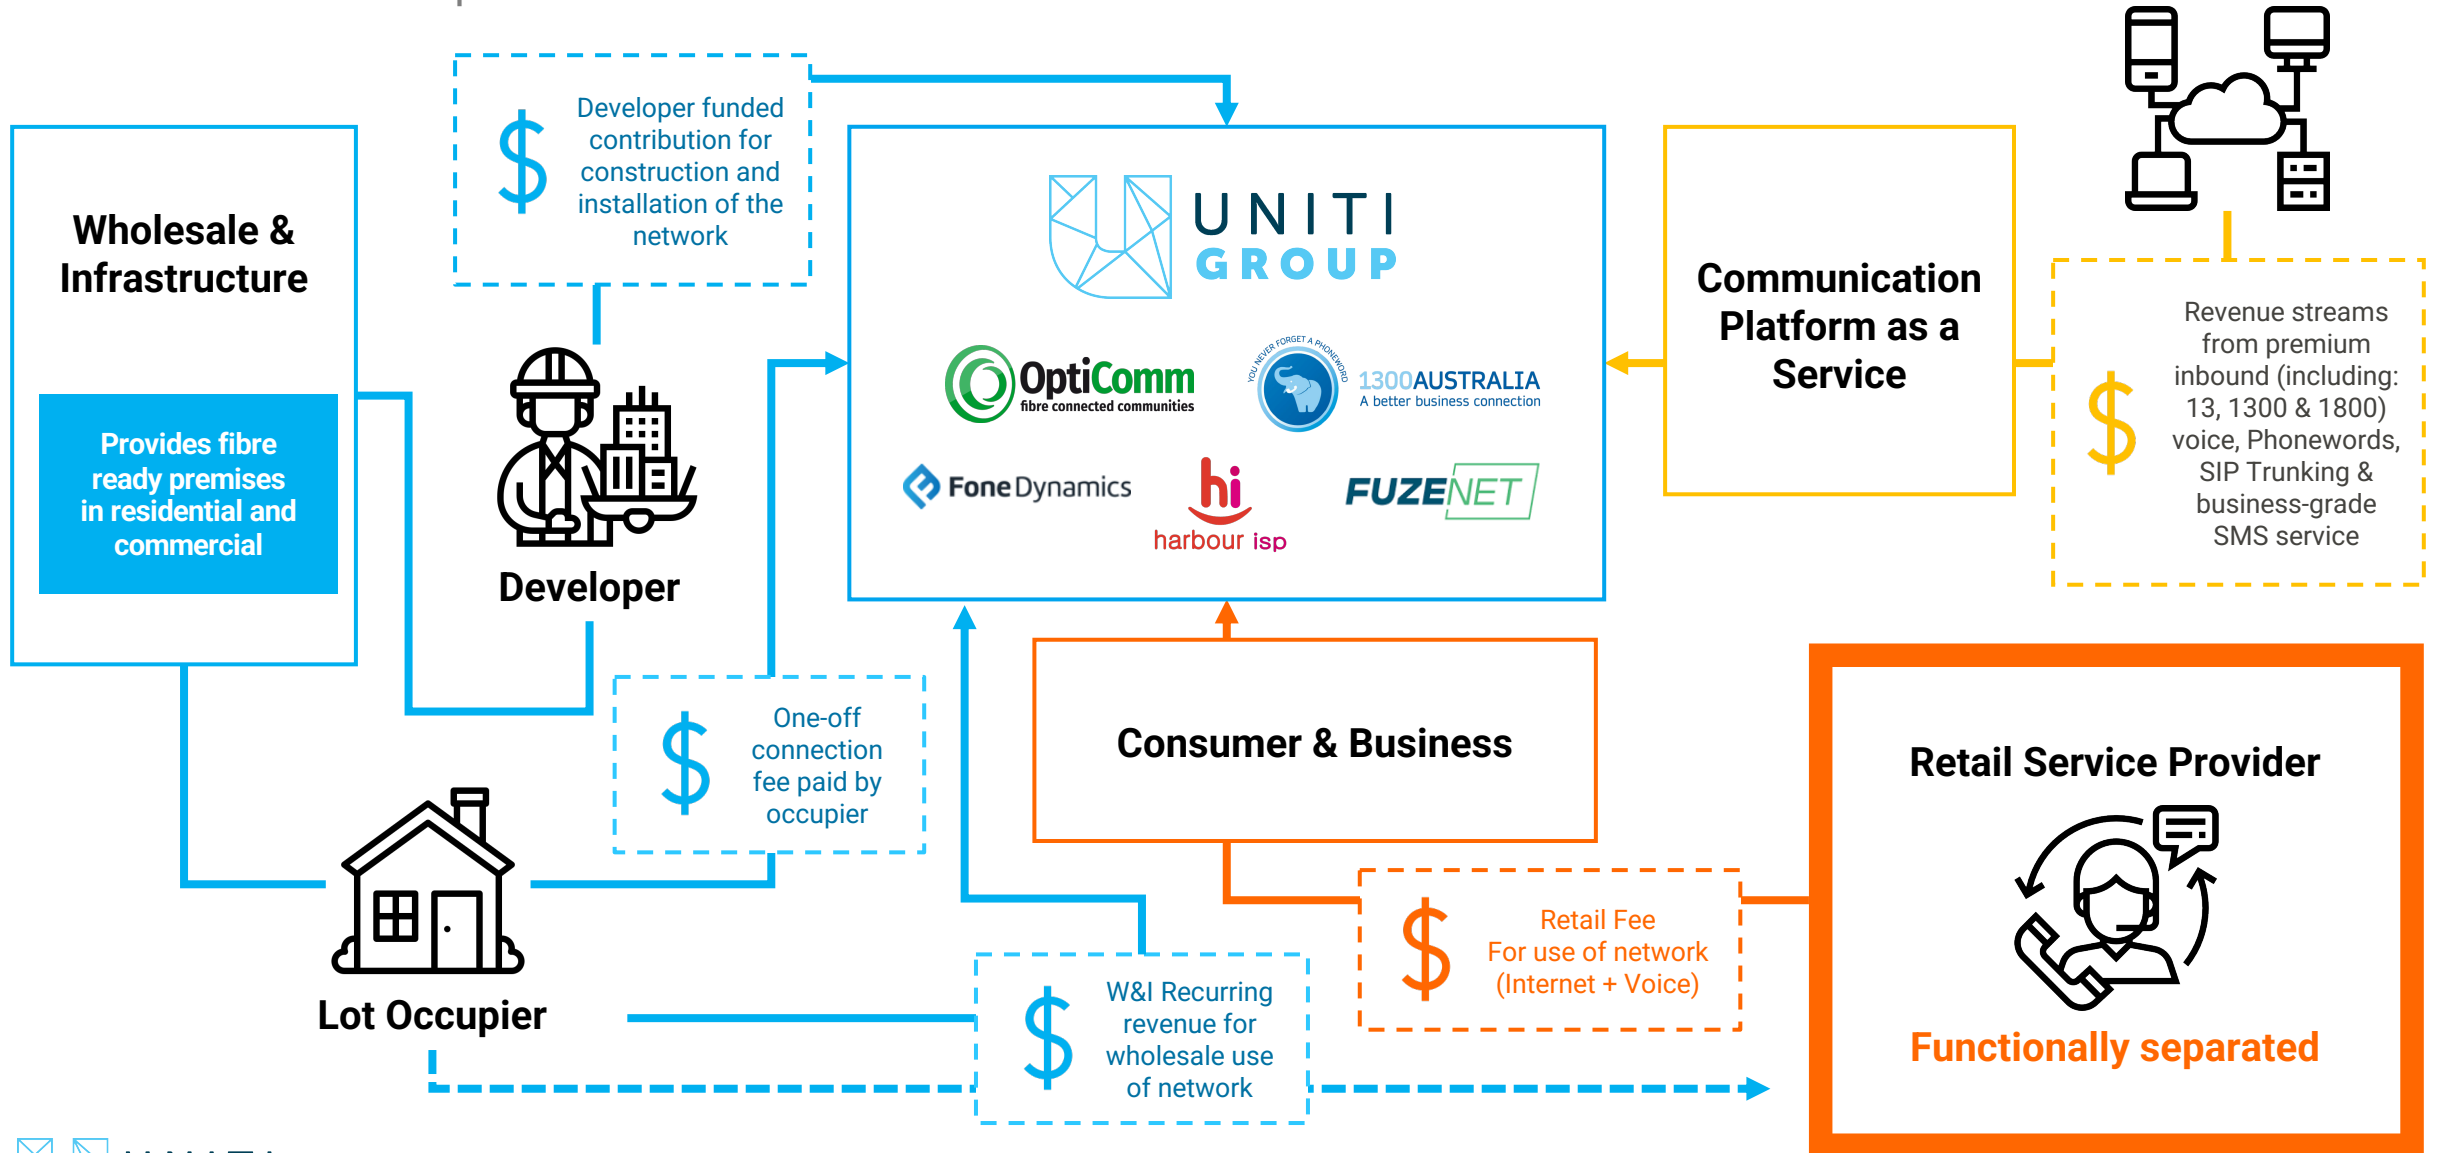 Wholesale &
Infrastructure
Provides fibre
ready premises
in residential and
commercial
$
Developer funded
contribution for
construction and
installation of the
network
Developer
UNITI
GROUP
OptiComm
fibre connected communities
YOU NEVER FORGET A PHONEWORD
1300AUSTRALIA
A better business connection
FoneDynamics
hi
harbour isp
FUZENET
Communication
Platform as a
Service
$
Revenue streams
from premium
inbound (including:
13, 1300 & 1800)
voice, Phonewords,
SIP Trunking &
business-grade
SMS service
$
One-off
connection
fee paid by
occupier
Consumer & Business
Lot Occupier
$
W&I Recurring
revenue for
wholesale use
of network
$
Retail Fee
For use of network
(Internet + Voice)
Retail Service Provider
Functionally separated